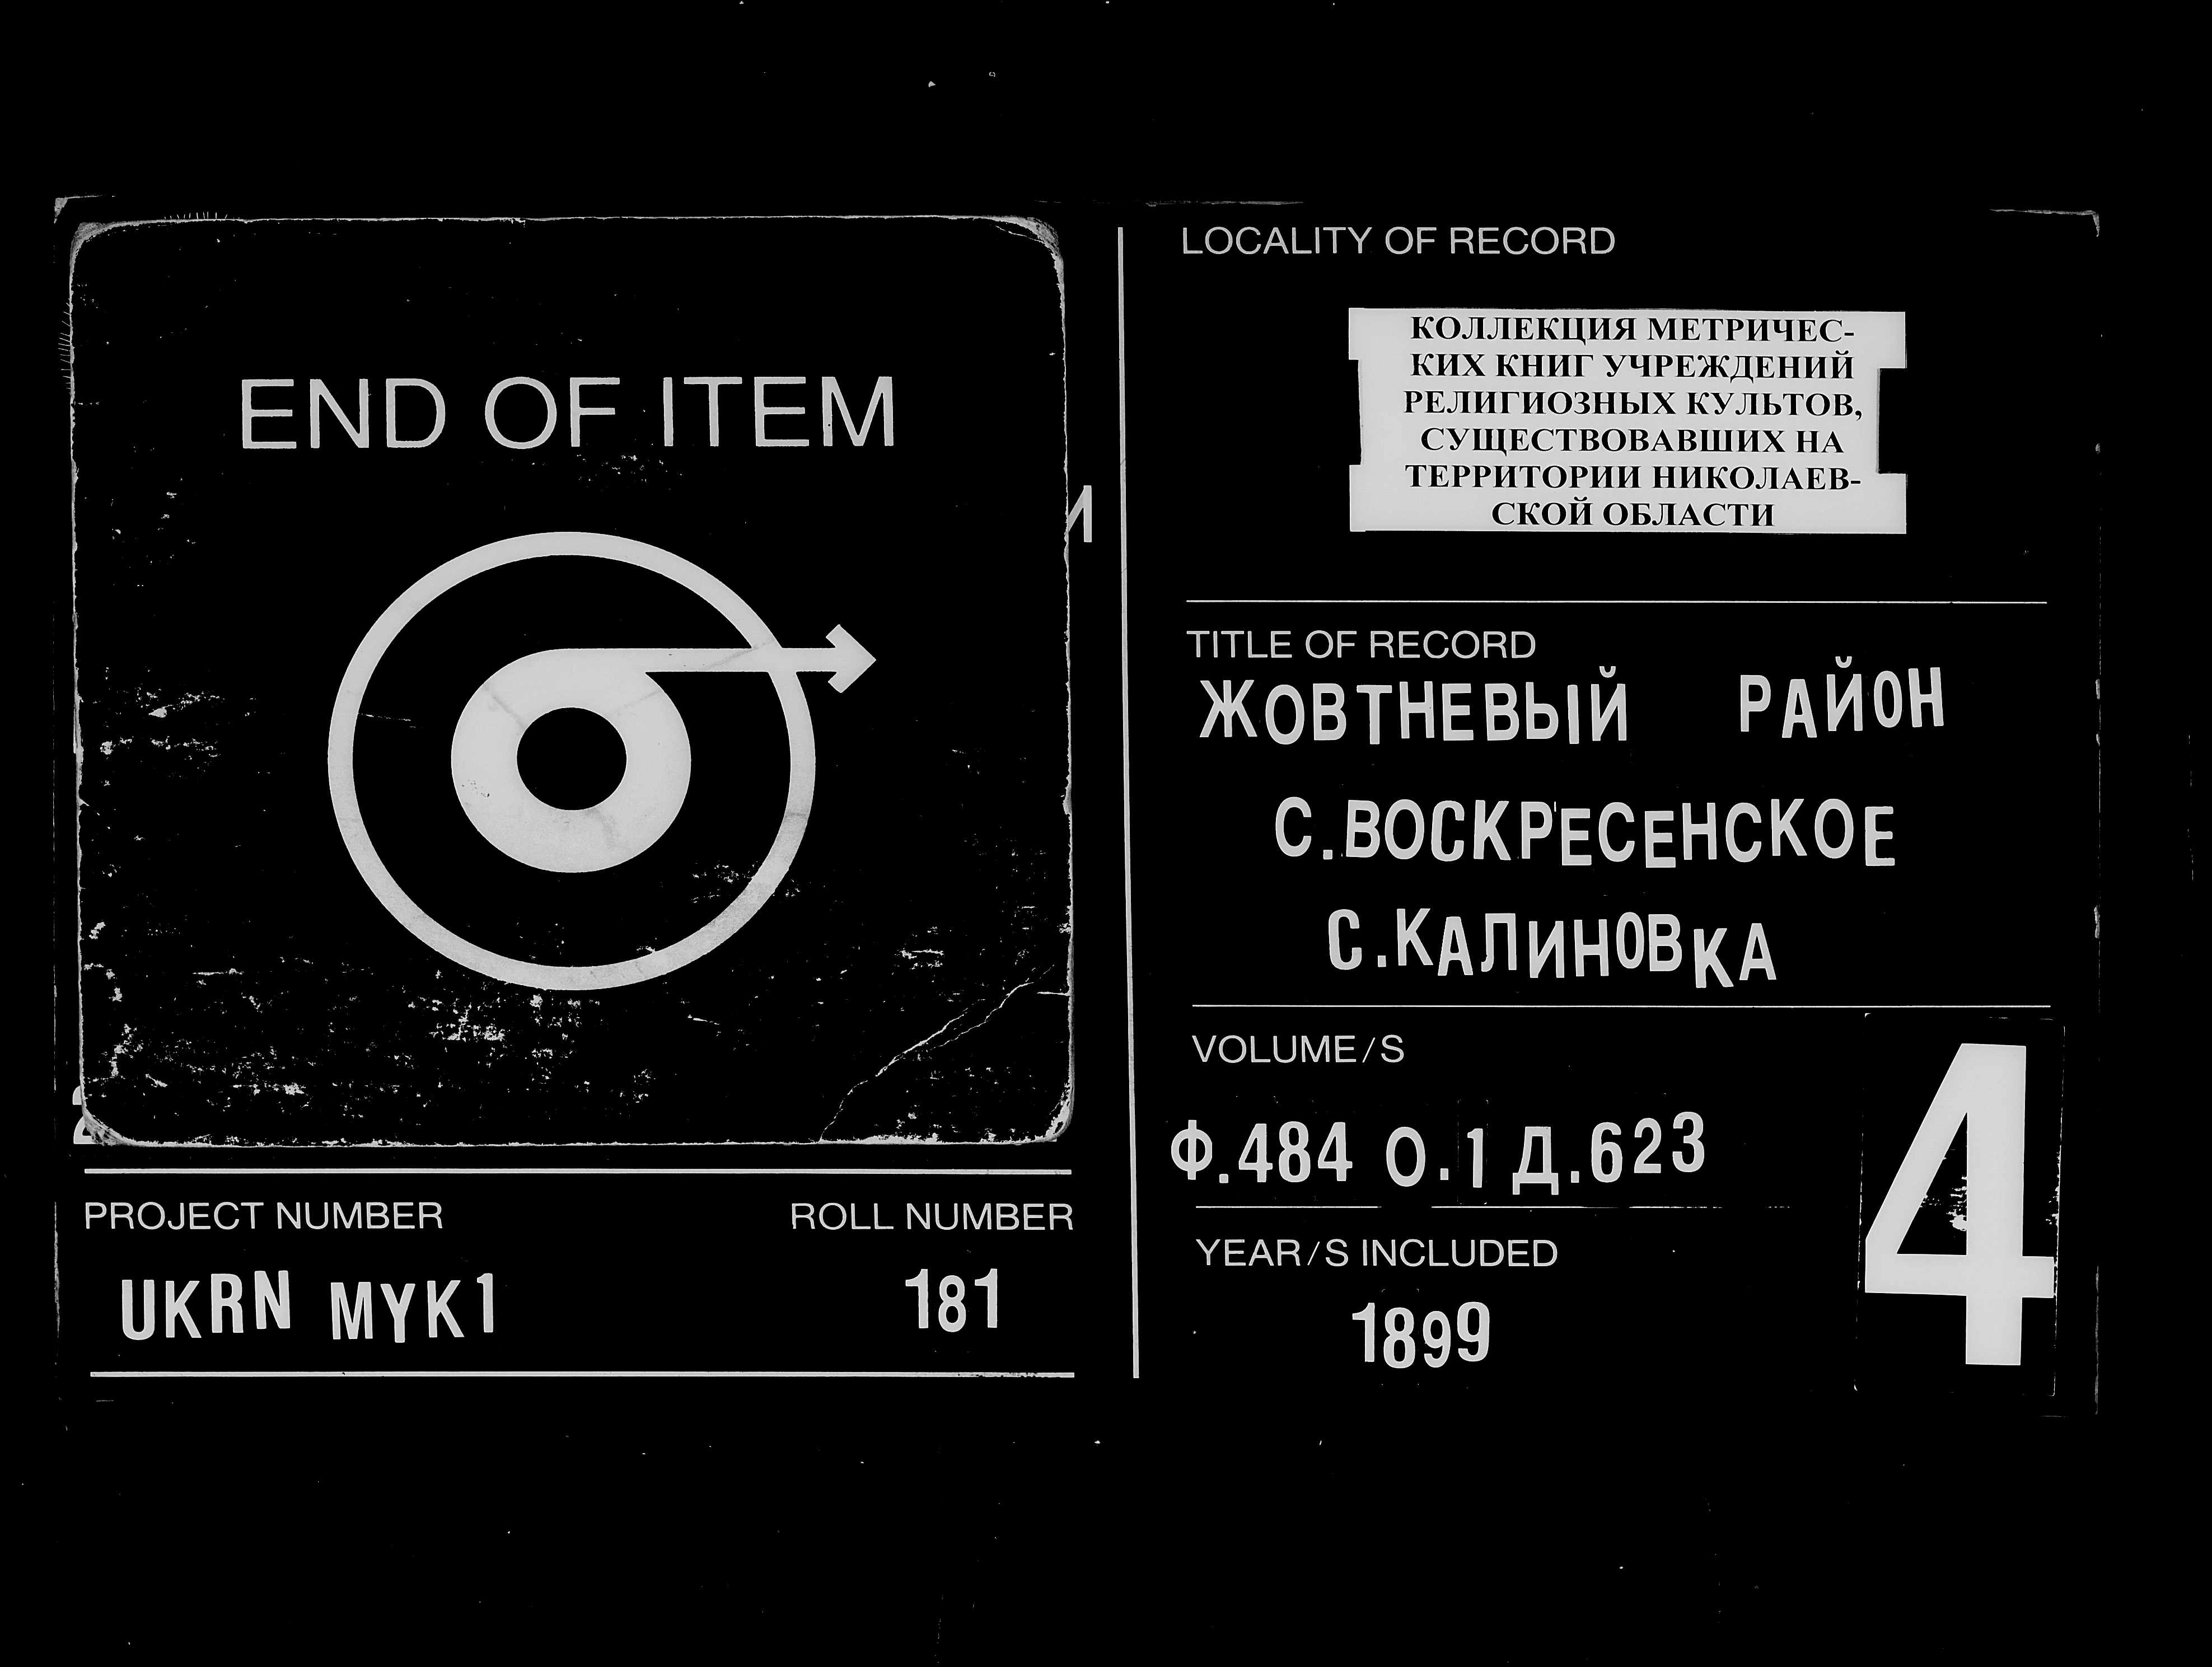 END OF ITEM
PROJECT NUMBER
ROLL NUMBER
UKRN MYK1
181
LOCALITY OF RECORD
КОЛЛЕКЦИЯ МЕТРИЧЕС-
КИХ КНИГ УЧРЕЖДЕНИЙ
РЕЛИГИОЗНЫХ КУЛЬТОВ,
СУЩЕСТВОВАВШИХ НА
ТЕРРИТОРИИ НИКОЛАЕВ-
СКОЙ ОБЛАСТИ
TITLE OF RECORD
ЖОВТНЕВЫЙ РАЙОН
С.ВОСКРЕСЕНСКОЕ
С.КАЛИНОВКА
VOLUME/S
Ф.484 О.1 Д.623
YEAR/S INCLUDED
1899
4